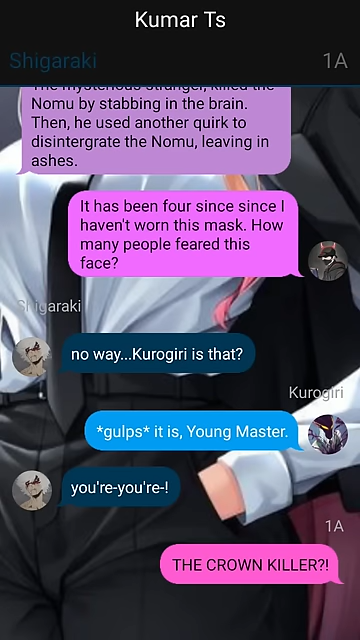 Kumar Ts
Shigaraki
1A
The mysterious stranger, killed the
Nomu by stabbing in the brain.
Then, he used another quirk to
disintergrate the Nomu, leaving in
ashes.
It has been four since since I
haven't worn this mask. How
many people feared this
face?
Shigaraki
no way...Kurogiri is that?
Kurogiri
*gulps* it is, Young Master.
you're-you're-!
1A
THE CROWN KILLER?!